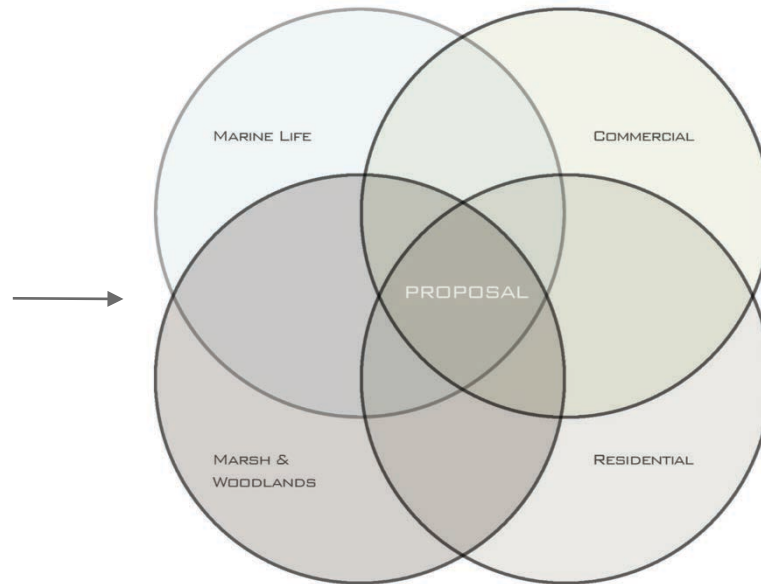 MARINE LIFE
COMMERCIAL
PROPOSAL
MARSH &
WOODLANDS
RESIDENTIAL